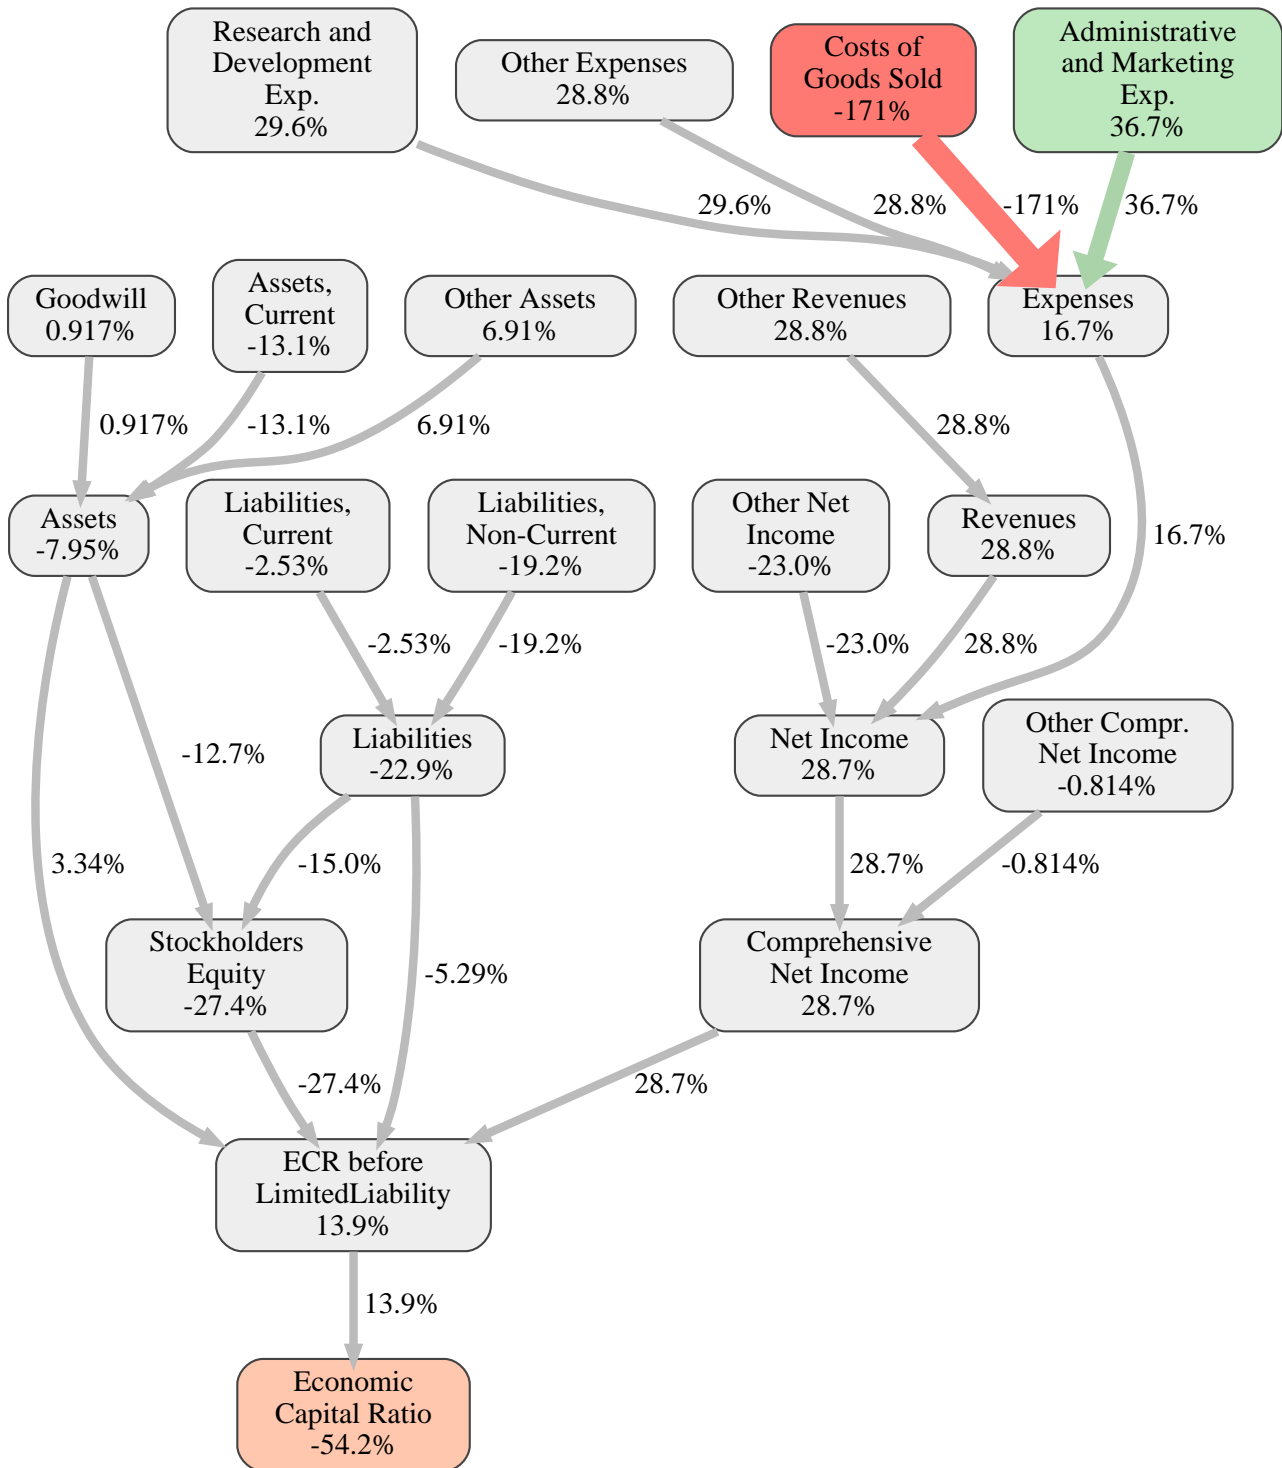 Research and
Development
Exp.
29.6%
Other Expenses
28.8%
Costs of
Goods Sold
-171%
Administrative
and Marketing
Exp.
36.7%
29.6%
28.8%
-171%
36.7%
Goodwill
0.917%
Assets,
Current
-13.1%
Other Assets
6.91%
Other Revenues
28.8%
Expenses
16.7%
0.917%
-13.1%
6.91%
28.8%
16.7%
Assets
-7.95%
Liabilities,
Current
-2.53%
Liabilities,
Non-Current
-19.2%
Other Net
Income
-23.0%
Revenues
28.8%
-2.53%
-19.2%
-23.0%
28.8%
-12.7%
Liabilities
-22.9%
Net Income
28.7%
Other Compr.
Net Income
-0.814%
3.34%
-15.0%
28.7%
-0.814%
Stockholders
Equity
-27.4%
-5.29%
Comprehensive
Net Income
28.7%
-27.4%
28.7%
ECR before
LimitedLiability
13.9%
13.9%
Economic
Capital Ratio
-54.2%